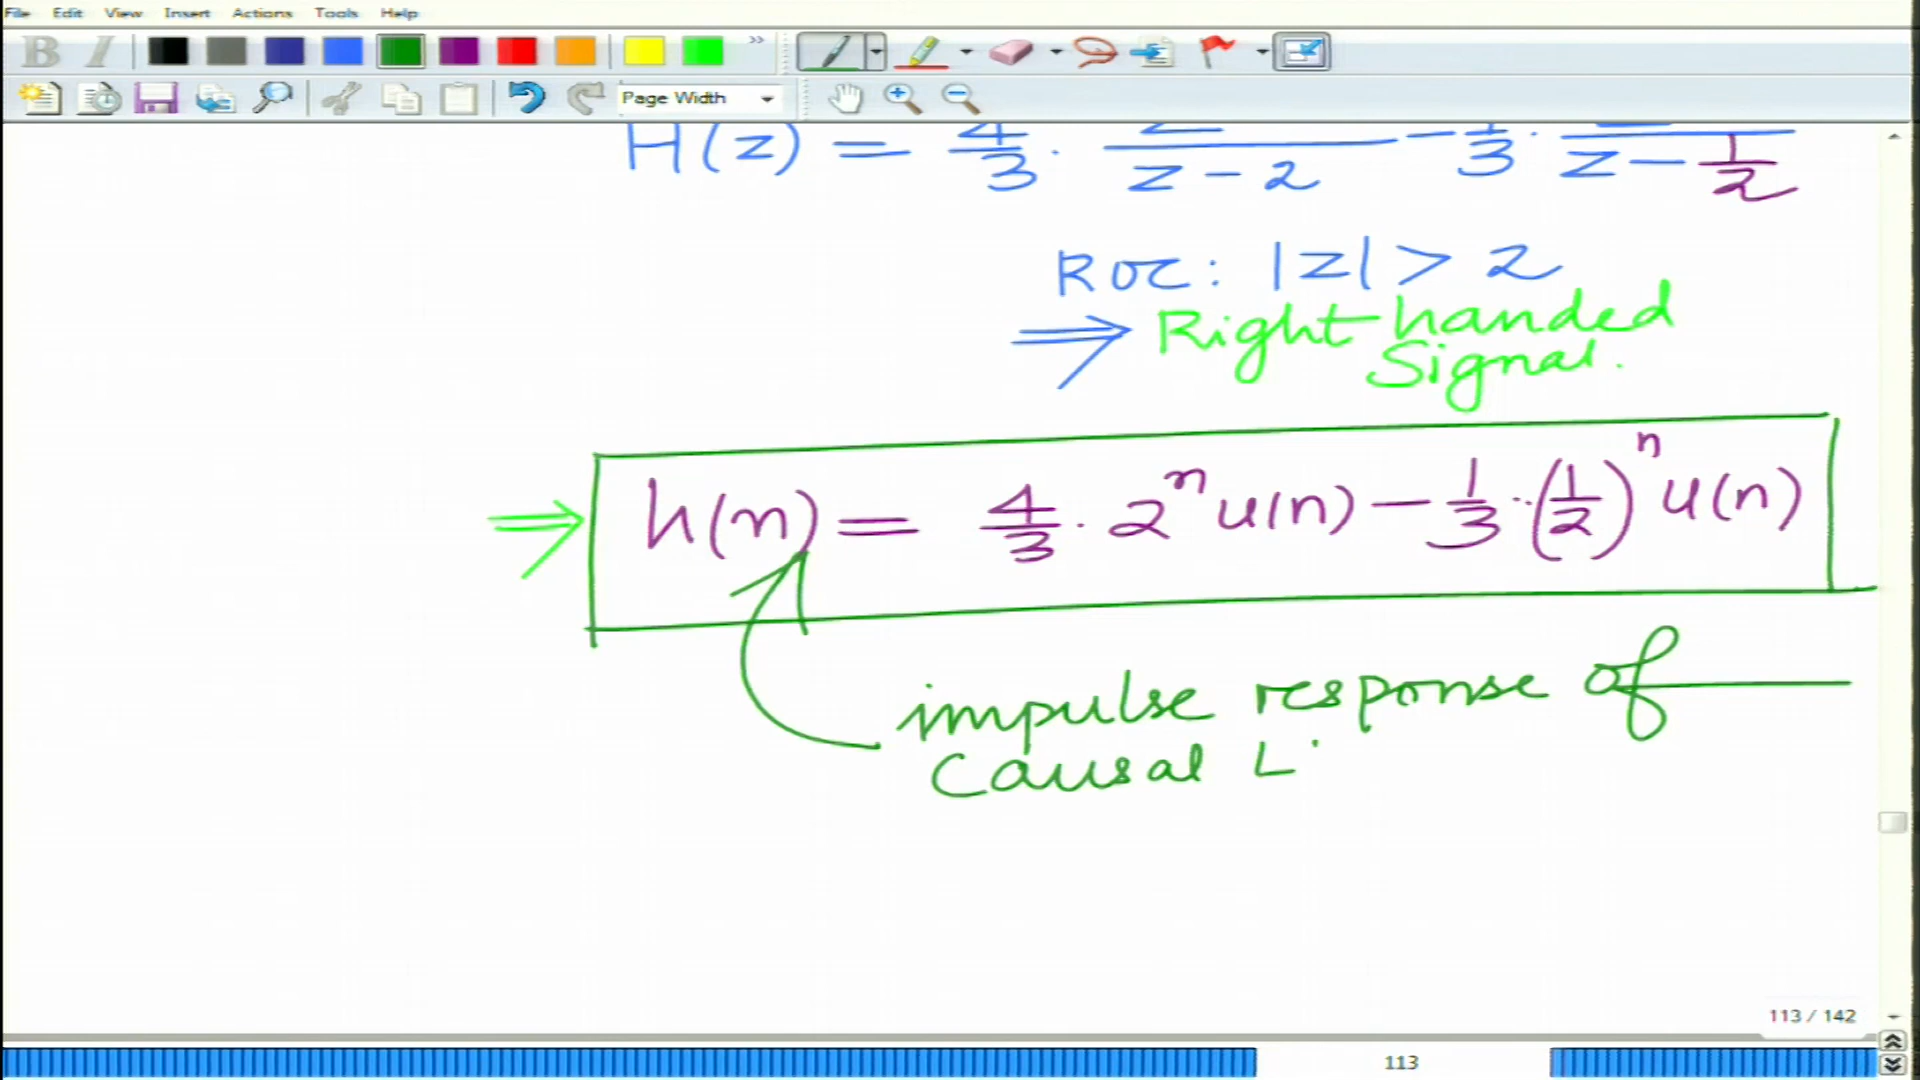 File Edit View Insert Actions Tools Help
B I
Page Width
H(z) = 4/3 · z/(z-2) - 1/3 · z/(z-1/2)
ROC: |z| > 2
⇒ Right handed
Signal.
⇒ h(n) = 4/3 · 2^n u(n) - 1/3 · (1/2)^n u(n)
impulse response of
Causal L
113 / 142
113